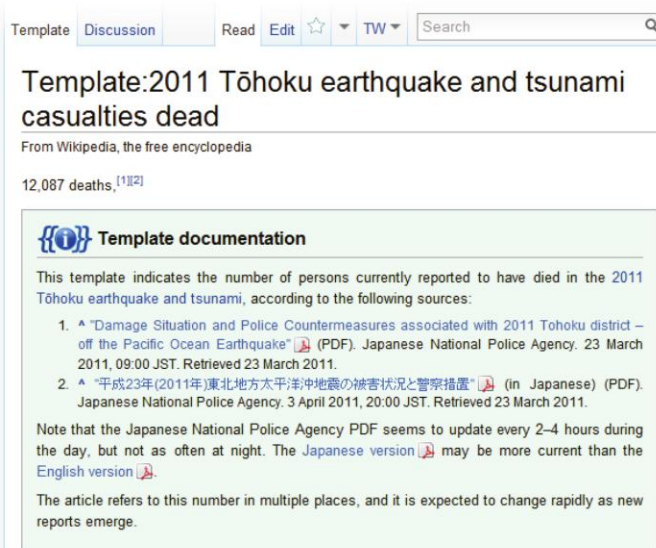 Template Discussion Read Edit TW Search
Template:2011 Tōhoku earthquake and tsunami
casualties dead
From Wikipedia, the free encyclopedia
12,087 deaths,[1][2]
{{i}} Template documentation
This template indicates the number of persons currently reported to have died in the 2011
Tōhoku earthquake and tsunami, according to the following sources:
1. ^ "Damage Situation and Police Countermeasures associated with 2011 Tohoku district –
off the Pacific Ocean Earthquake" (PDF). Japanese National Police Agency. 23 March
2011, 09:00 JST. Retrieved 23 March 2011.
2. ^ "平成23年(2011年)東北地方太平洋沖地震の被害状況と警察措置" (in Japanese) (PDF).
Japanese National Police Agency. 3 April 2011, 20:00 JST. Retrieved 23 March 2011.
Note that the Japanese National Police Agency PDF seems to update every 2–4 hours during
the day, but not as often at night. The Japanese version may be more current than the
English version.
The article refers to this number in multiple places, and it is expected to change rapidly as new
reports emerge.